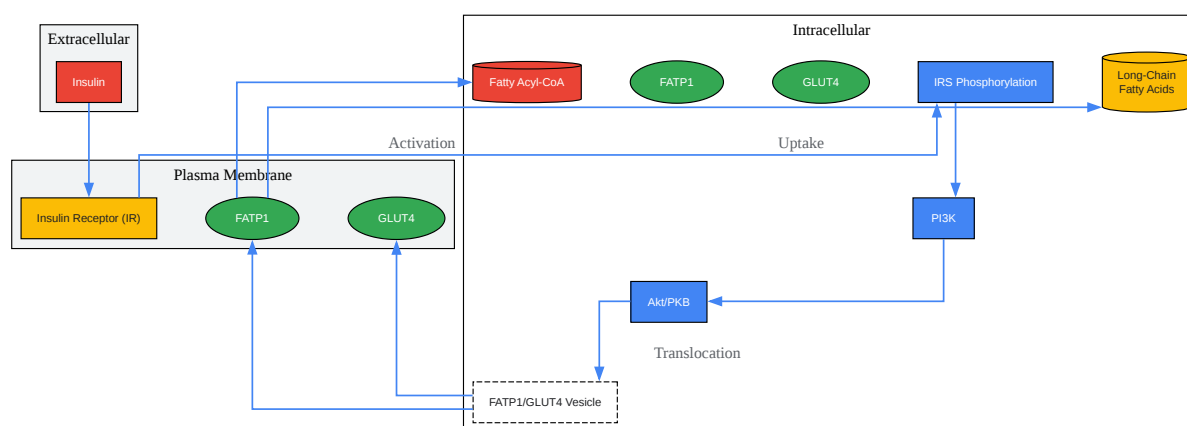 Extracellular
Insulin
Intracellular
Fatty Acyl-CoA
FATP1
GLUT4
IRS Phosphorylation
Long-Chain
Fatty Acids
Activation
Uptake
Plasma Membrane
Insulin Receptor (IR)
FATP1
GLUT4
PI3K
Akt/PKB
Translocation
FATP1/GLUT4 Vesicle